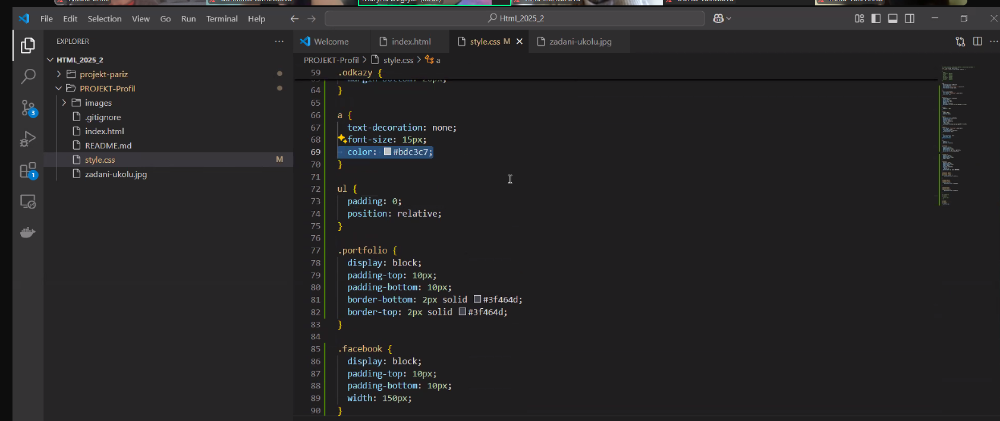 File Edit Selection View Go Run Terminal Help
Html_2025_2
EXPLORER
HTML_2025_2
projekt-pariz
PROJEKT-Profil
images
.gitignore
index.html
README.md
style.css M
zadani-ukolu.jpg
3
1
Welcome index.html style.css M zadani-ukolu.jpg
PROJEKT-Profil > style.css > a
59 .odkazy {
64 }
65
66 a {
67 text-decoration: none;
68 font-size: 15px;
69 color: #bdc3c7;
70 }
71
72 ul {
73 padding: 0;
74 position: relative;
75 }
76
77 .portfolio {
78 display: block;
79 padding-top: 10px;
80 padding-bottom: 10px;
81 border-bottom: 2px solid #3f464d;
82 border-top: 2px solid #3f464d;
83 }
84
85 .facebook {
86 display: block;
87 padding-top: 10px;
88 padding-bottom: 10px;
89 width: 150px;
90 }